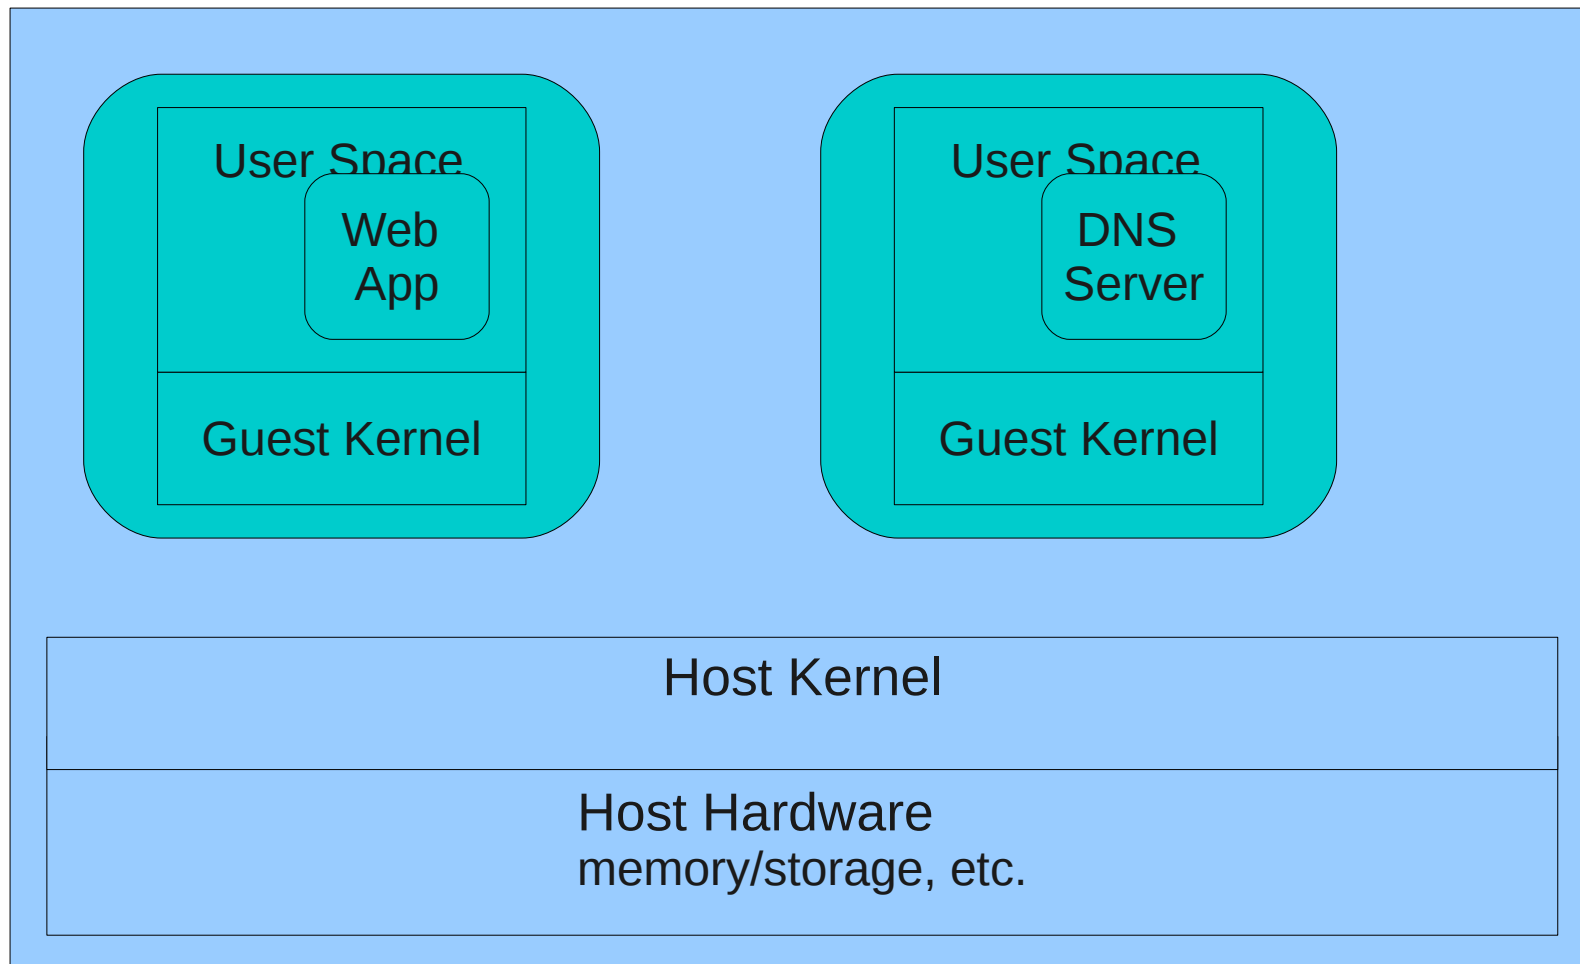 User Space
Web
App
Guest Kernel
User Space
DNS
Server
Guest Kernel
Host Kernel
Host Hardware
memory/storage, etc.